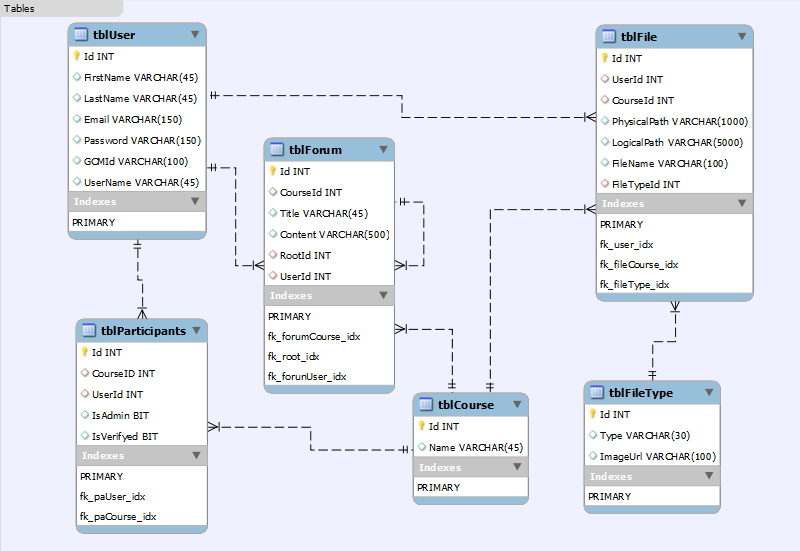 Tables
tblUser
Id INT
FirstName VARCHAR(45)
LastName VARCHAR(45)
Email VARCHAR(150)
Password VARCHAR(150)
GCMId VARCHAR(100)
UserName VARCHAR(45)
Indexes
PRIMARY
tblForum
Id INT
CourseId INT
Title VARCHAR(45)
Content VARCHAR(500)
RootId INT
UserId INT
Indexes
PRIMARY
fk_forumCourse_idx
fk_root_idx
fk_forunUser_idx
tblFile
Id INT
UserId INT
CourseId INT
PhysicalPath VARCHAR(1000)
LogicalPath VARCHAR(5000)
FileName VARCHAR(100)
FileTypeId INT
Indexes
PRIMARY
fk_user_idx
fk_fileCourse_idx
fk_fileType_idx
tblParticipants
Id INT
CourseID INT
UserId INT
IsAdmin BIT
IsVerifyed BIT
Indexes
PRIMARY
fk_paUser_idx
fk_paCourse_idx
tblCourse
Id INT
Name VARCHAR(45)
Indexes
PRIMARY
tblFileType
Id INT
Type VARCHAR(30)
ImageUrl VARCHAR(100)
Indexes
PRIMARY